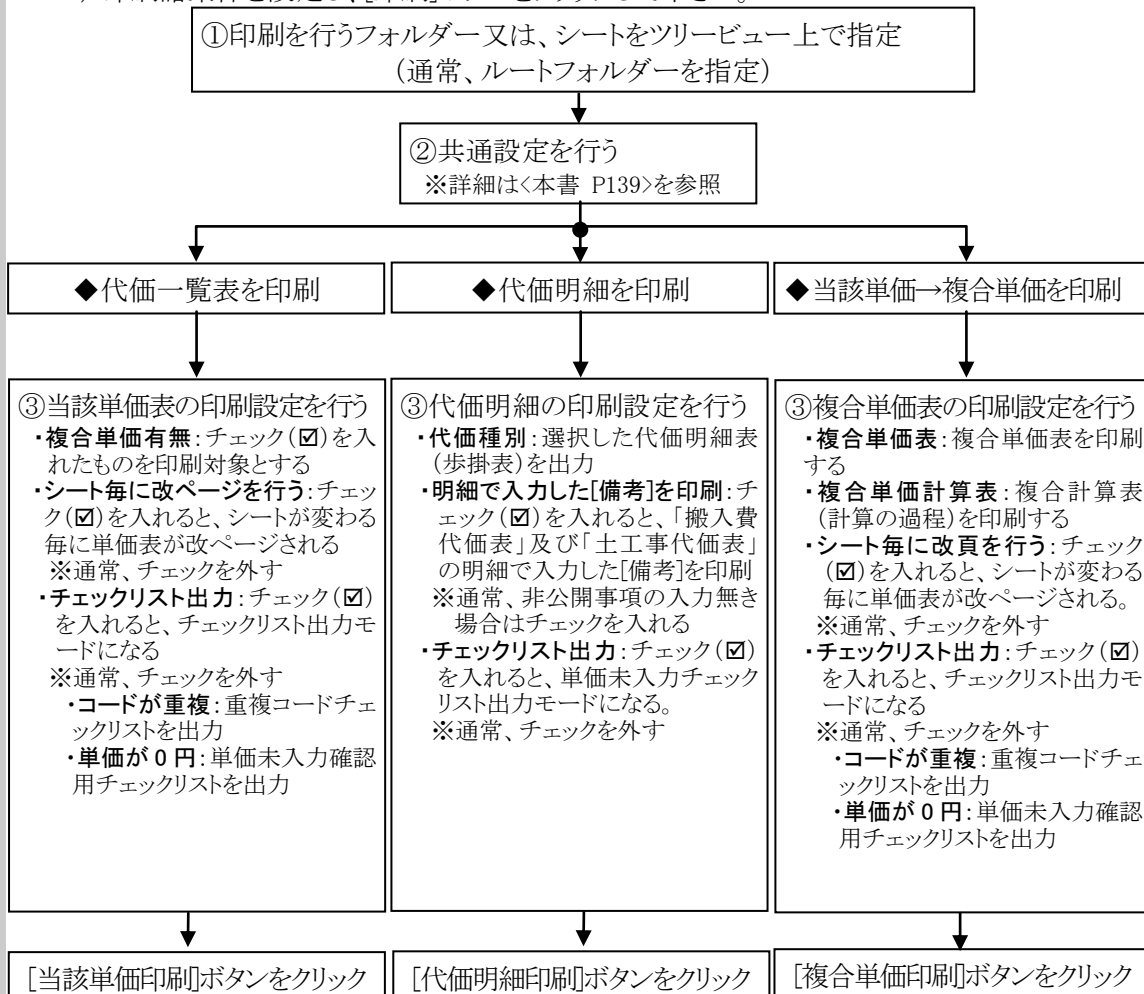 ①印刷を行うフォルダー又は、シートをツリービュー上で指定
(通常、ルートフォルダーを指定)
②共通設定を行う
※詳細は<本書 P139>を参照
◆代価一覧表を印刷
◆代価明細を印刷
◆当該単価→複合単価を印刷
③当該単価表の印刷設定を行う
・複合単価有無:チェック(☑)を入
れたものを印刷対象とする
・シート毎に改ページを行う:チェッ
ク(☑)を入れると、シートが変わる
毎に単価表が改ページされる
※通常、チェックを外す
・チェックリスト出力:チェック(☑)
を入れると、チェックリスト出力モ
ードになる
※通常、チェックを外す
・コードが重複:重複コードチェ
ックリストを出力
・単価が0円:単価未入力確認
用チェックリストを出力
③代価明細の印刷設定を行う
・代価種別:選択した代価明細表
(歩掛表)を出力
・明細で入力した[備考]を印刷:チ
ェック(☑)を入れると、「搬入費
代価表」及び「土工事代価表」
の明細で入力した[備考]を印刷
※通常、非公開事項の入力無き
場合はチェックを入れる
・チェックリスト出力:チェック(☑)
を入れると、単価未入力チェック
リスト出力モードになる。
※通常、チェックを外す
③複合単価表の印刷設定を行う
・複合単価表:複合単価表を印刷
する
・複合単価計算表:複合計算表
(計算の過程)を印刷する
・シート毎に改頁を行う:チェック
(☑)を入れると、シートが変わる
毎に単価表が改ページされる。
※通常、チェックを外す
・チェックリスト出力:チェック(☑)
を入れると、チェックリスト出力モ
ードになる
※通常、チェックを外す
・コードが重複:重複コードチェ
ックリストを出力
・単価が0円:単価未入力確認
用チェックリストを出力
[当該単価印刷]ボタンをクリック
[代価明細印刷]ボタンをクリック
[複合単価印刷]ボタンをクリック